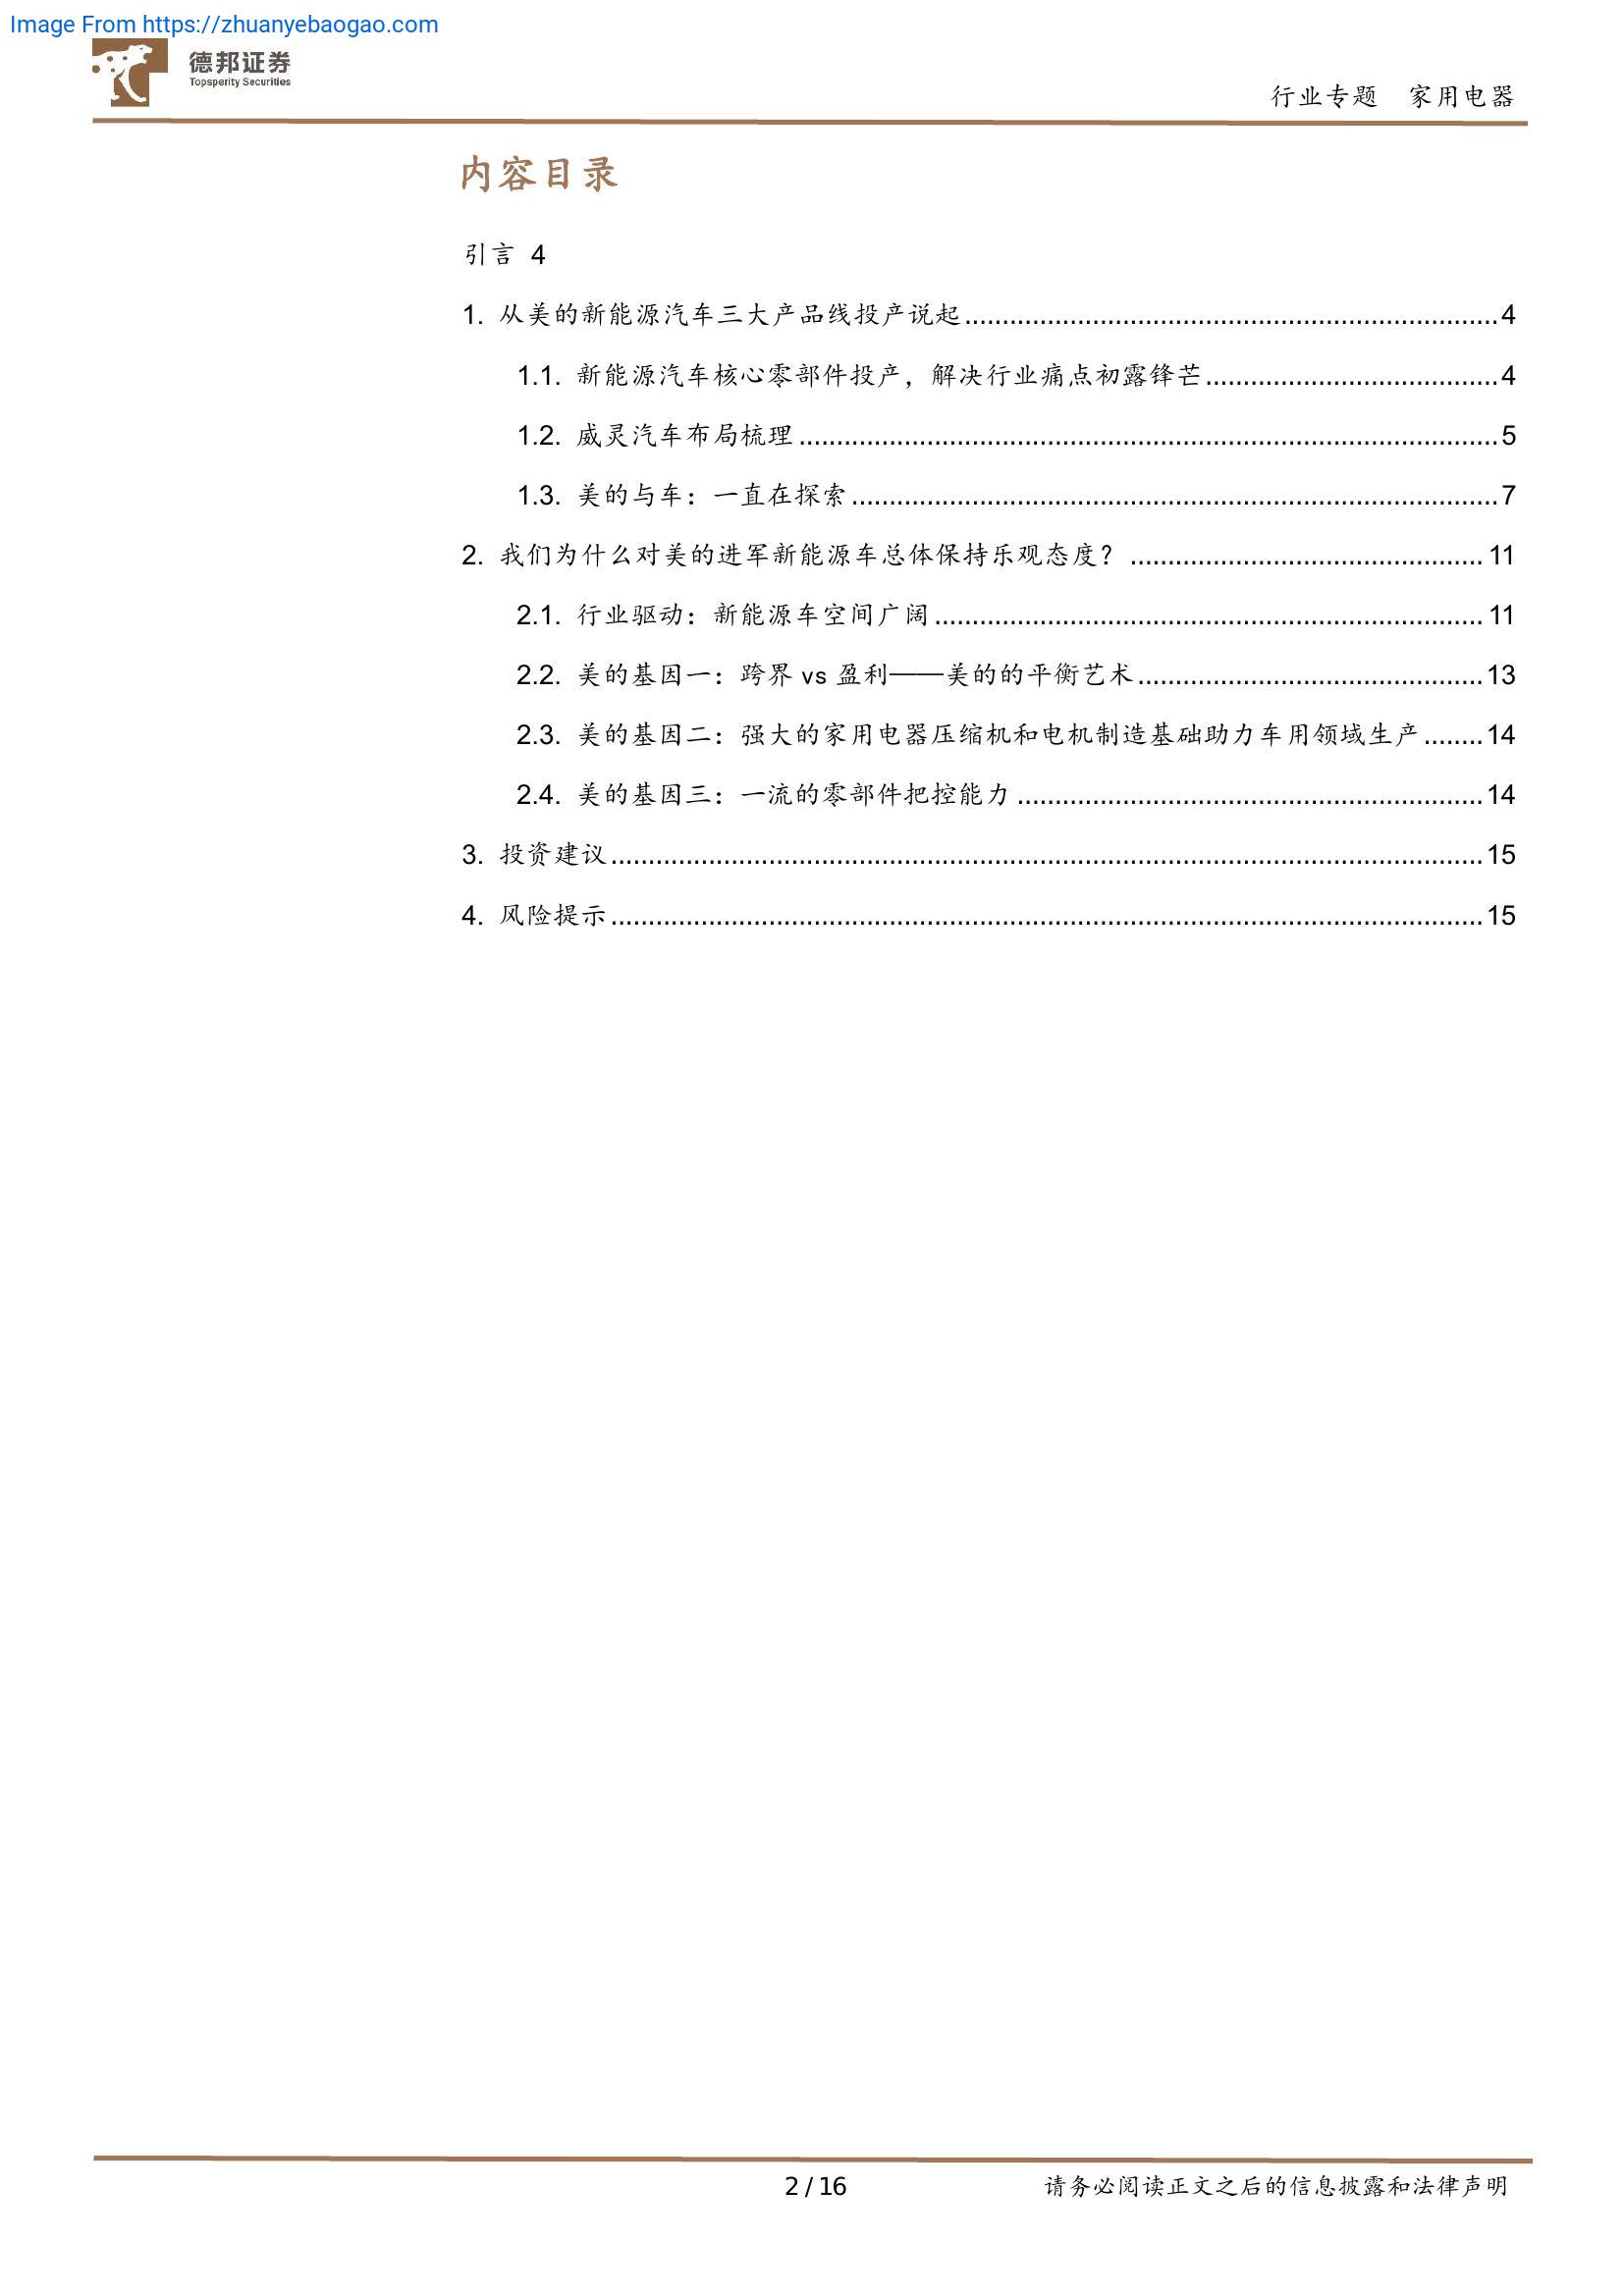 Image From https://zhuanyebaogao.com
德邦证券
Topsperity Securities
行业专题 家用电器
内容目录
引言 4
1. 从美的新能源汽车三大产品线投产说起........................................................................4
1.1. 新能源汽车核心零部件投产，解决行业痛点初露锋芒.......................................4
1.2. 威灵汽车布局梳理..............................................................................................5
1.3. 美的与车：一直在探索.......................................................................................7
2. 我们为什么对美的进军新能源车总体保持乐观态度？...............................................11
2.1. 行业驱动：新能源车空间广阔.........................................................................11
2.2. 美的基因一：跨界 vs 盈利——美的的平衡艺术..............................................13
2.3. 美的基因二：强大的家用电器压缩机和电机制造基础助力车用领域生产........14
2.4. 美的基因三：一流的零部件把控能力..............................................................14
3. 投资建议....................................................................................................................15
4. 风险提示....................................................................................................................15
2 / 16
请务必阅读正文之后的信息披露和法律声明